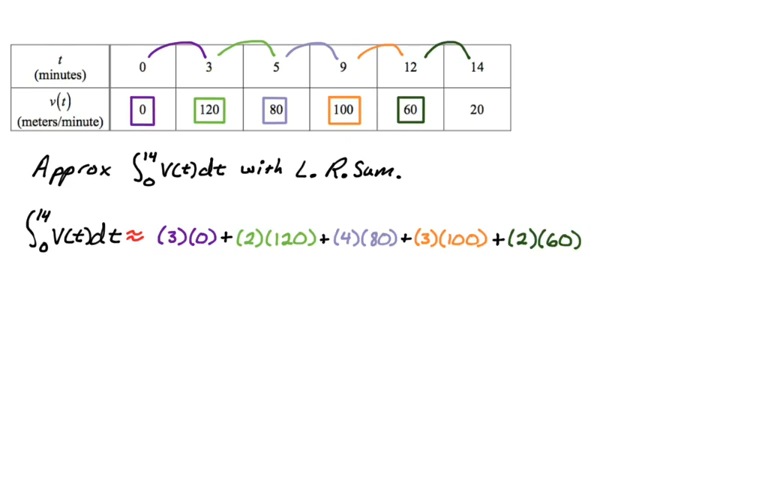 t (minutes) 0 3 5 9 12 14
v(t) (meters/minute) 0 120 80 100 60 20
Approx ∫₀¹⁴ V(t)dt with L. R. Sum.
∫₀¹⁴ V(t)dt ≈ (3)(0)+(2)(120)+(4)(80)+(3)(100)+(2)(60)